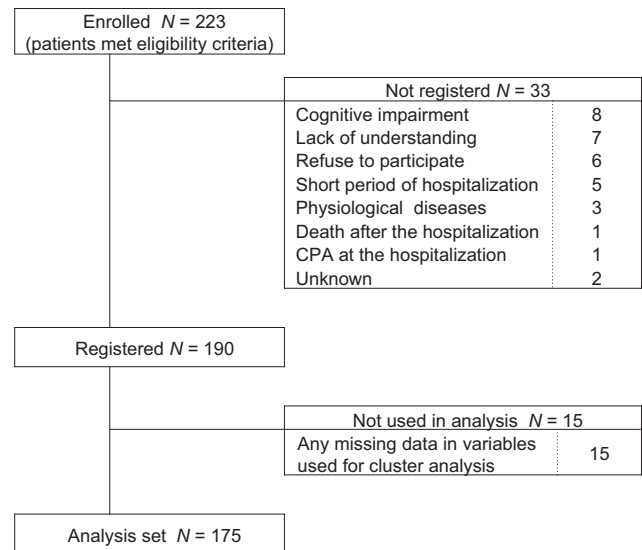 Enrolled N = 223
(patients met eligibility criteria)
Not registerd N = 33
Cognitive impairment 8
Lack of understanding 7
Refuse to participate 6
Short period of hospitalization 5
Physiological diseases 3
Death after the hospitalization 1
CPA at the hospitalization 1
Unknown 2
Registered N = 190
Not used in analysis N = 15
Any missing data in variables
used for cluster analysis 15
Analysis set N = 175